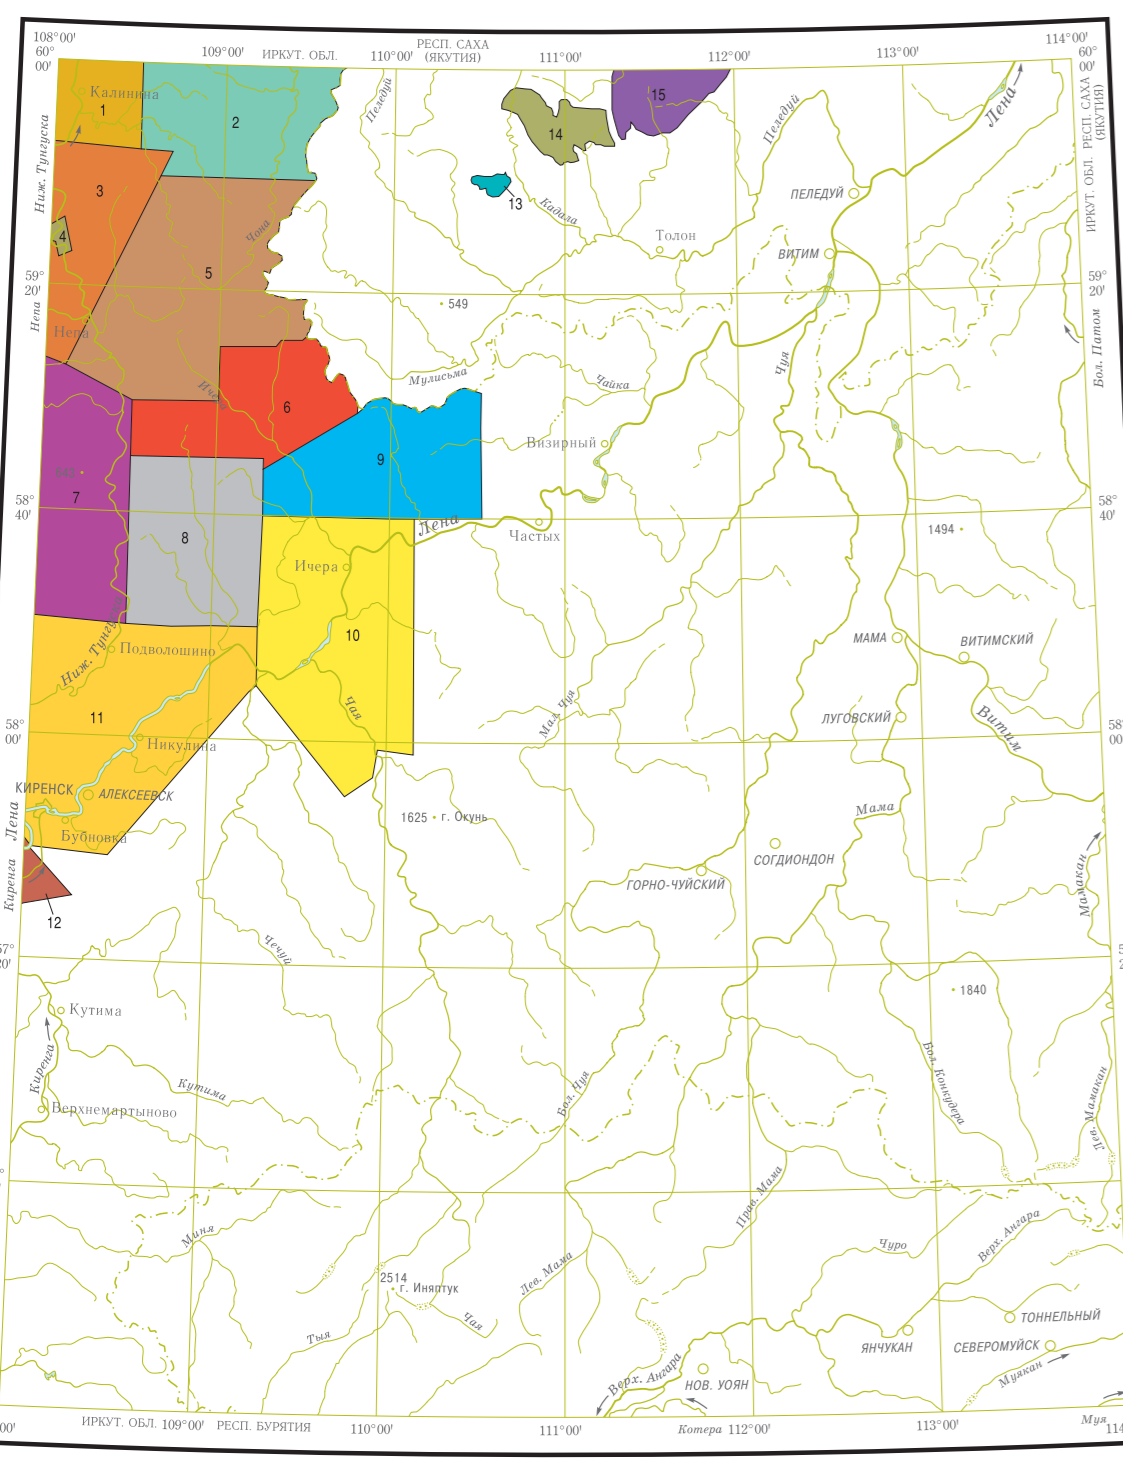 108°00'
60°
00'
109°00'
ИРКУТ. ОБЛ.
110°00'
РЕСП. САХА
(ЯКУТИЯ)
111°00'
112°00'
113°00'
114°00'
60°
00'
Калинина
1
2
Пеледуй
14
15
Пеледуй
Лена
ИРКУТ. ОБЛ. РЕСП. САХА
(ЯКУТИЯ)
Ниж. Тунгуска
3
4
5
Чона
13
Кадала
Толон
ПЕЛЕДУЙ
ВИТИМ
59°
20'
59°
20'
Непа
Непа
549
Мулисьма
Чайка
Чуя
Бол. Патом
Ичера
6
9
Визирный
641
7
58°
40'
58°
40'
8
Лена
Частых
1494
Ичера
10
МАМА
ВИТИМСКИЙ
Ниж. Тунгуска
Подволошино
11
Чая
Мал. Чуя
ЛУГОВСКИЙ
Витим
58°
00'
58°
00'
Никулина
КИРЕНСК
АЛЕКСЕЕВСК
Лена
Бубновка
1625
г. Окунь
Мама
СОГДИОНДОН
ГОРНО-ЧУЙСКИЙ
Мамакан
Киренга
12
Чечуй
57°
20'
1840
Кутима
Киренга
Кутима
Верхнемартыново
Бол. Чуя
Бол. Конкудера
Лев. Мамакан
Прав. Мама
Миня
Чуро
Верх. Ангара
2514
г. Иняптук
Лев. Мама
Чая
Тыя
ЯНЧУКАН
ТОННЕЛЬНЫЙ
СЕВЕРОМУЙСК
Муякан
Верх. Ангара
НОВ. УОЯН
ИРКУТ. ОБЛ.
109°00'
РЕСП. БУРЯТИЯ
110°00'
111°00'
Котера
112°00'
113°00'
Муя